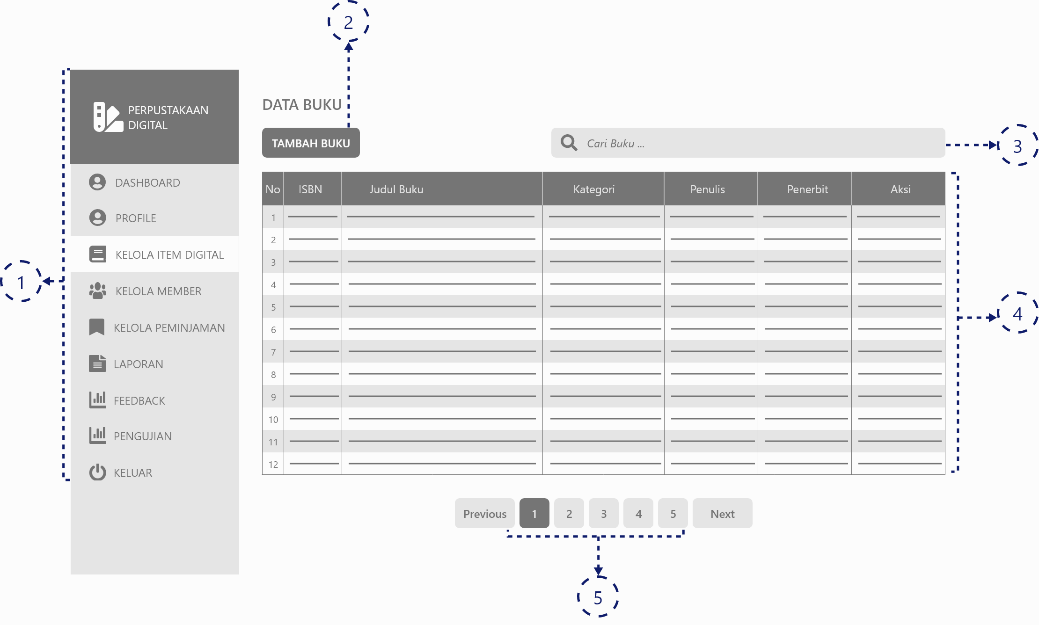 2
PERPUSTAKAAN
DIGITAL
DATA BUKU
TAMBAH BUKU
Cari Buku ...
3
DASHBOARD
PROFILE
KELOLA ITEM DIGITAL
KELOLA MEMBER
KELOLA PEMINJAMAN
LAPORAN
FEEDBACK
PENGUJIAN
KELUAR
1
No ISBN Judul Buku Kategori Penulis Penerbit Aksi
1
2
3
4
5
6
7
8
9
10
11
12
4
Previous 1 2 3 4 5 Next
5